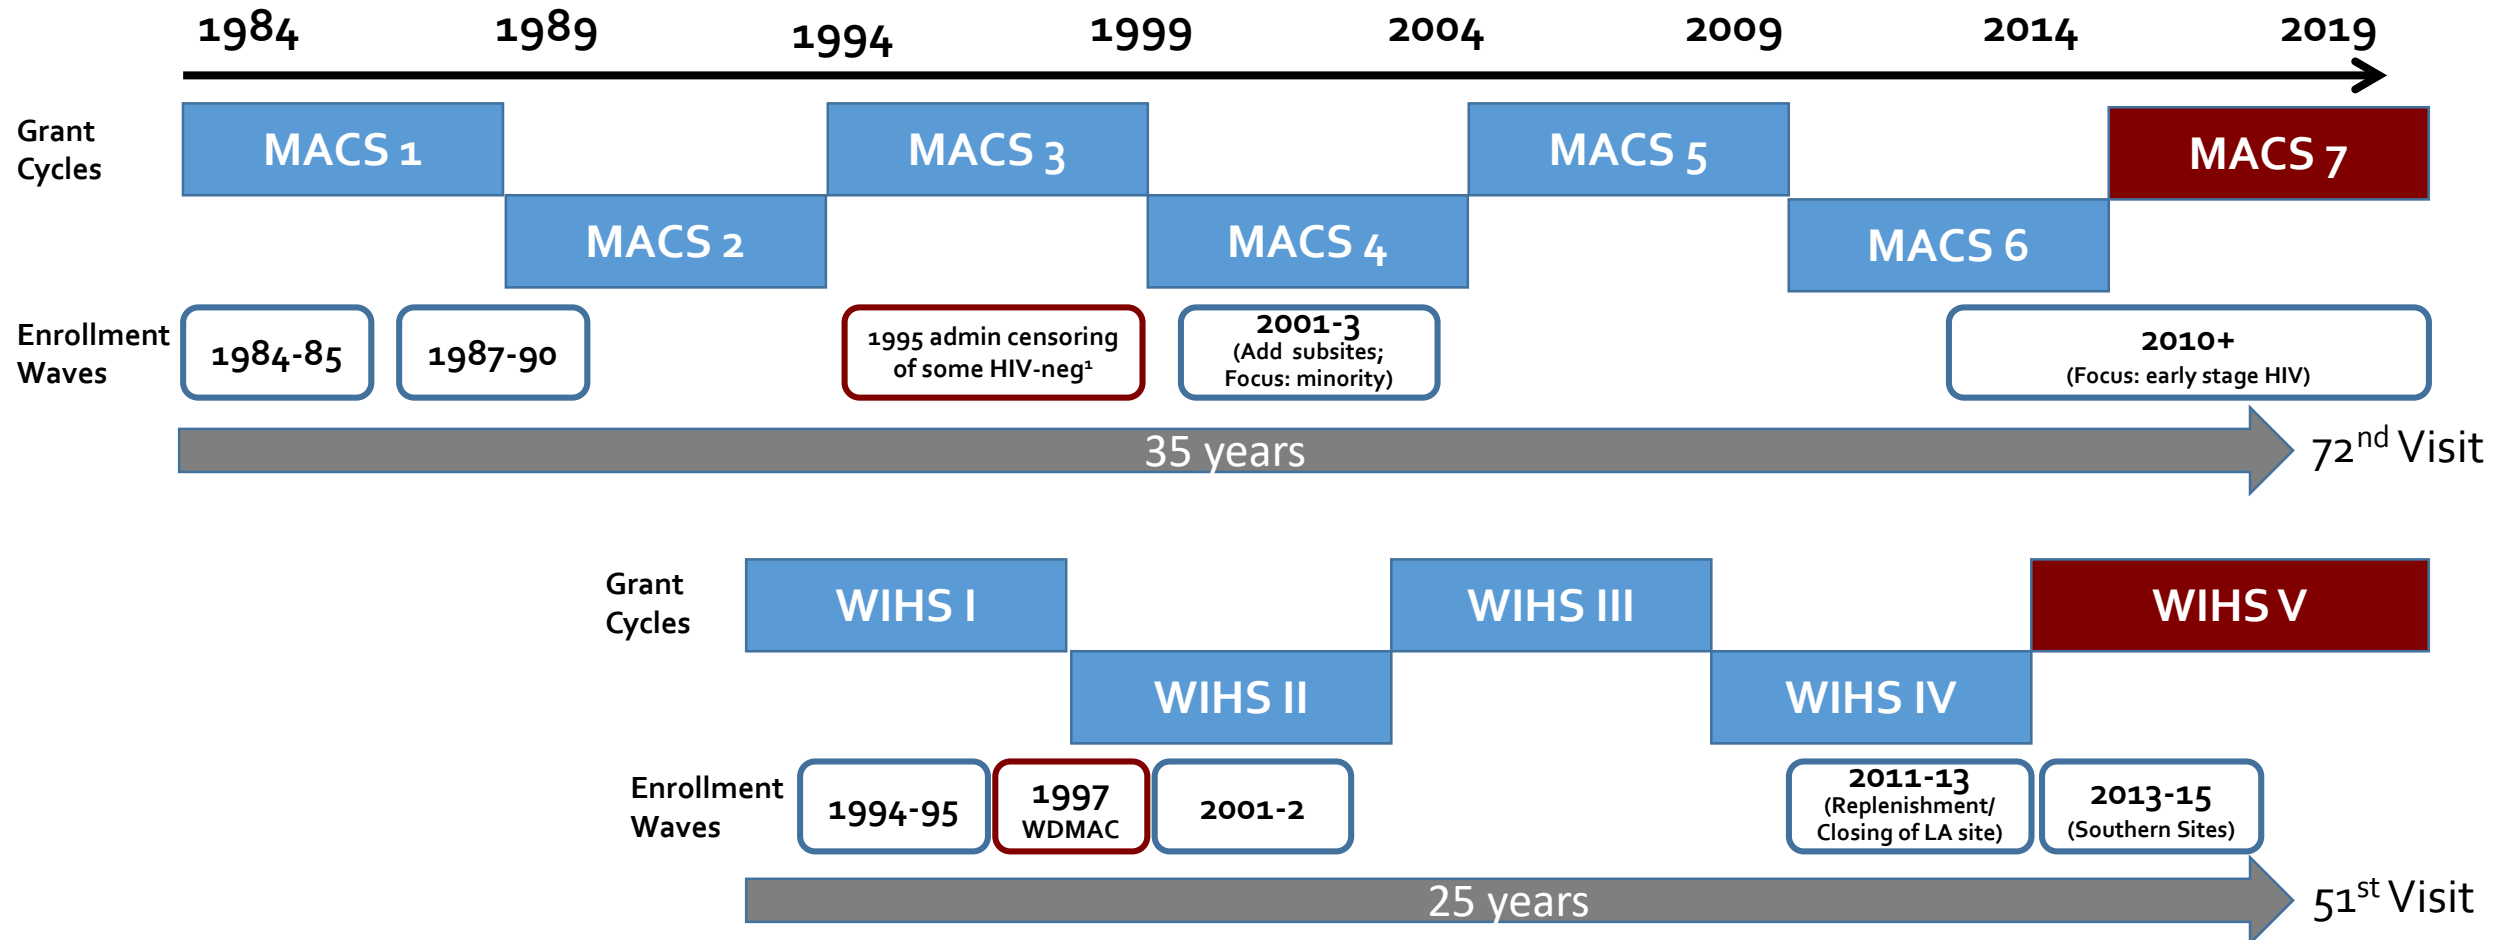 1984 1989 1994 1999 2004 2009 2014 2019
Grant
Cycles
MACS 1
MACS 3
MACS 5
MACS 7
MACS 2
MACS 4
MACS 6
Enrollment
Waves
1984-85
1987-90
1995 admin censoring
of some HIV-neg¹
2001-3
(Add subsites;
Focus: minority)
2010+
(Focus: early stage HIV)
35 years
72nd Visit
Grant
Cycles
WIHS I
WIHS III
WIHS V
WIHS II
WIHS IV
Enrollment
Waves
1994-95
1997
WDMAC
2001-2
2011-13
(Replenishment/
Closing of LA site)
2013-15
(Southern Sites)
25 years
51st Visit